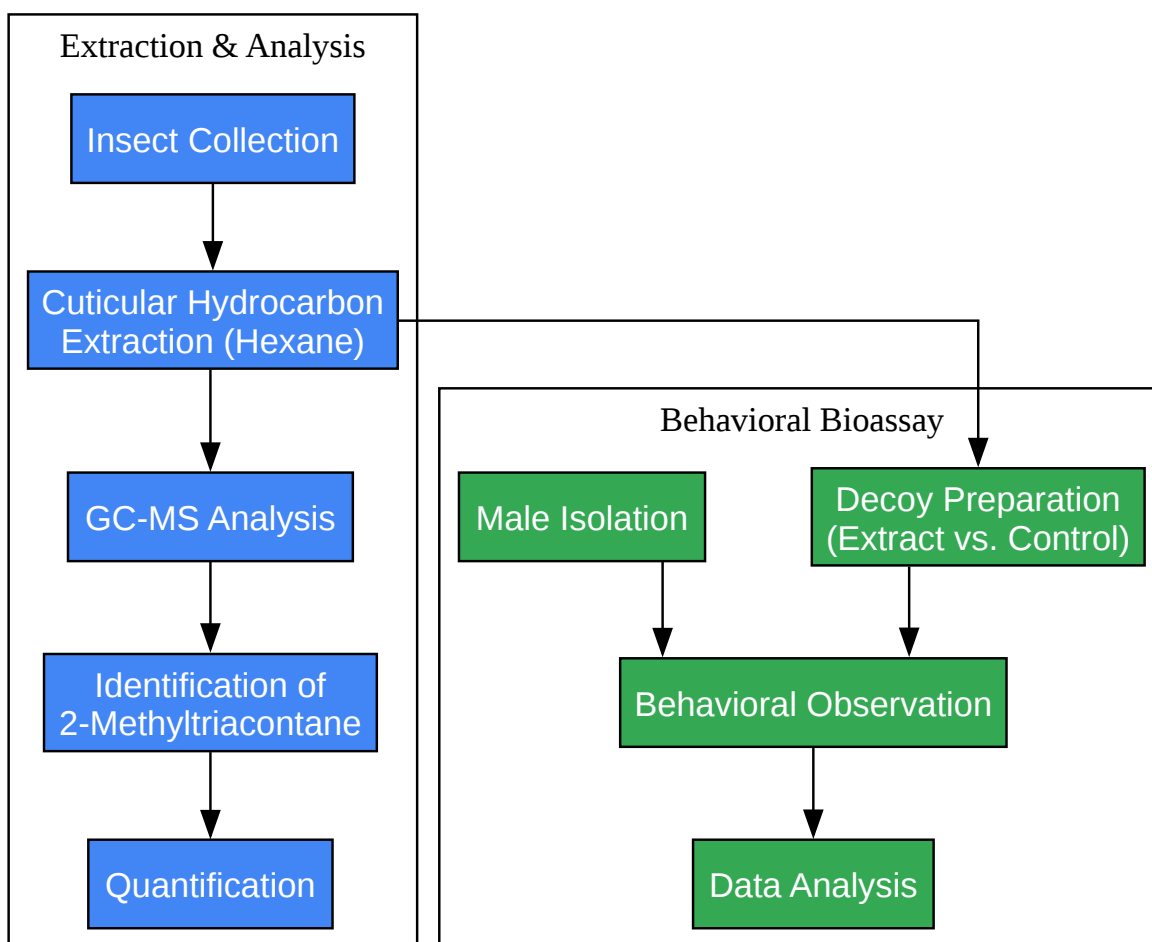 Extraction & Analysis
Insect Collection
Cuticular Hydrocarbon
Extraction (Hexane)
GC-MS Analysis
Identification of
2-Methyltriacontane
Quantification
Behavioral Bioassay
Male Isolation
Decoy Preparation
(Extract vs. Control)
Behavioral Observation
Data Analysis